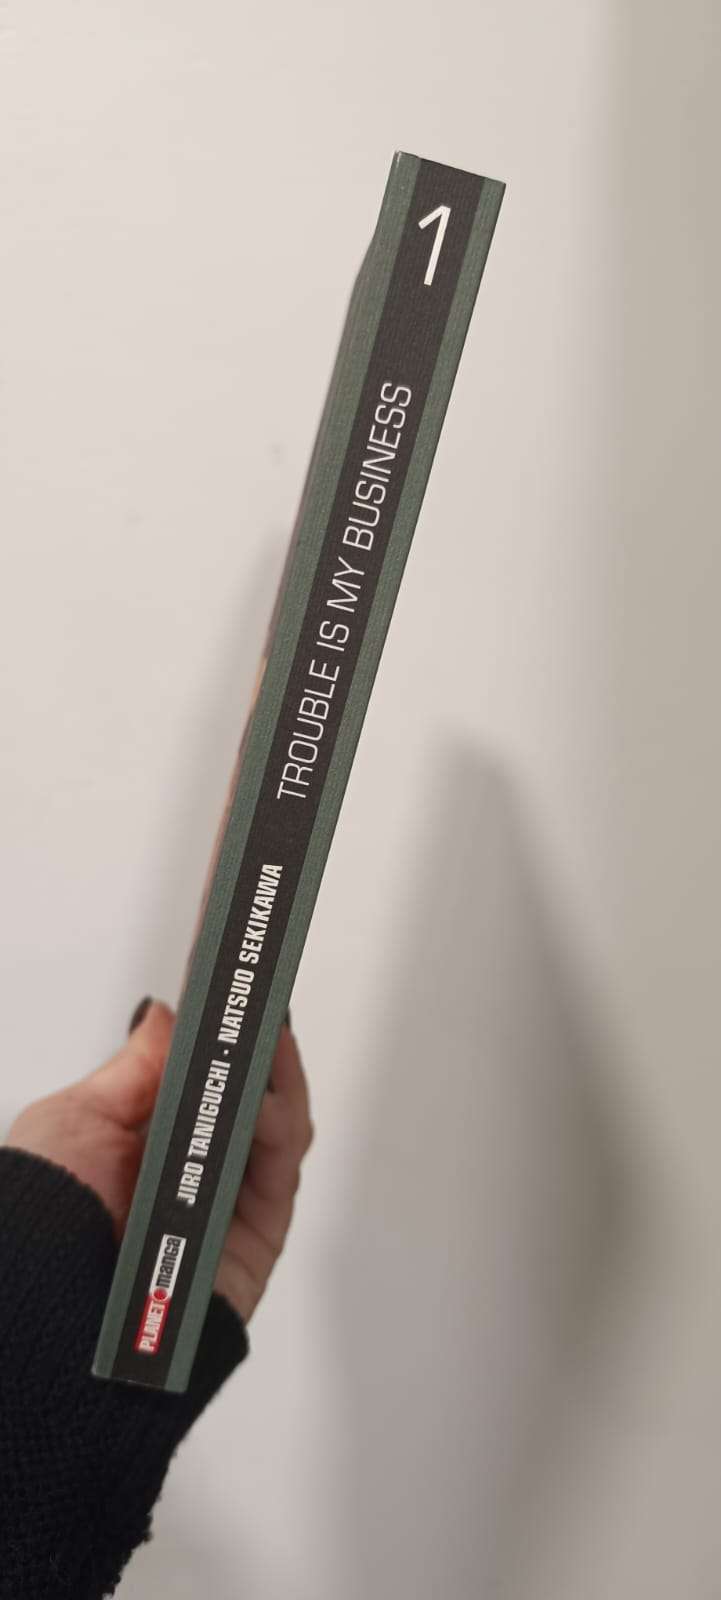 1
TROUBLE IS MY BUSINESS
JIRO TANIGUCHI · NATSUO SEKIKAWA
PLANET manga